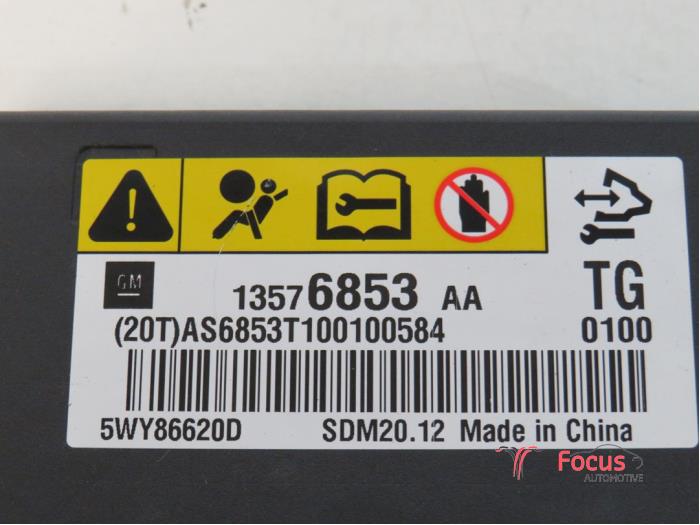 GM
13576853 AA
TG
(20T)AS6853T100100584
0100
5WY86620D SDM20.12 Made in China
Focus
AUTOMOTIVE